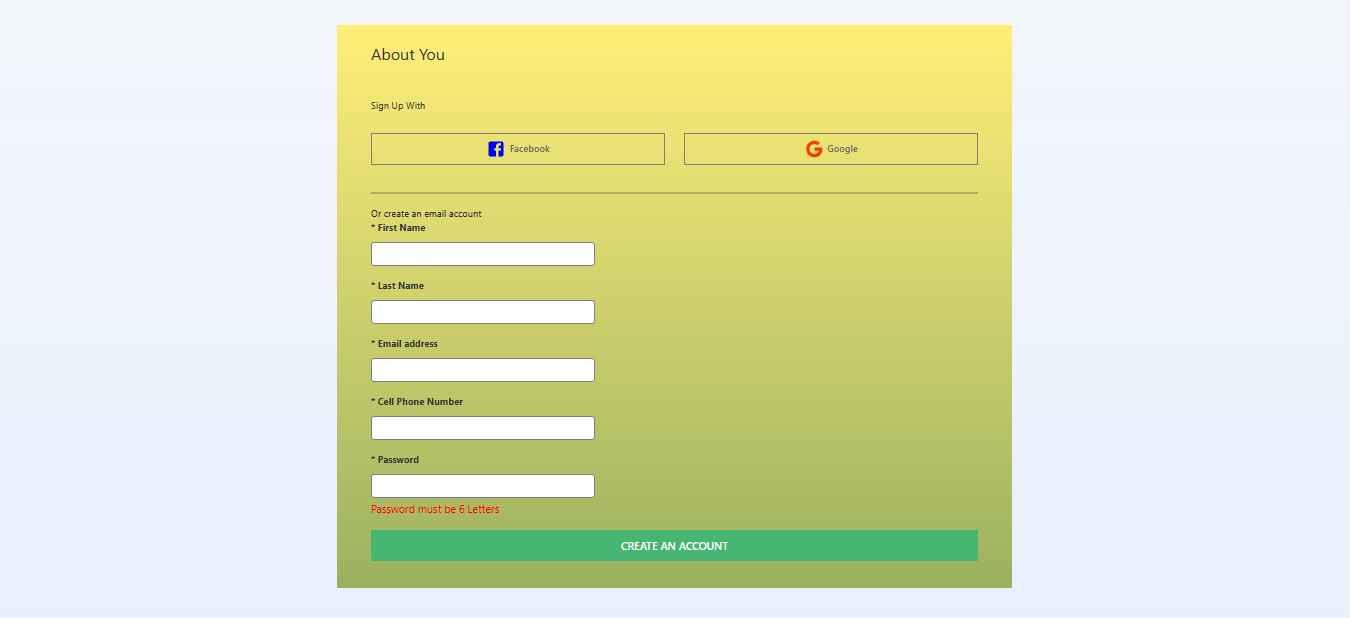 About You
Sign Up With
Facebook
Google
Or create an email account
* First Name
* Last Name
* Email address
* Cell Phone Number
* Password
Password must be 6 Letters
CREATE AN ACCOUNT